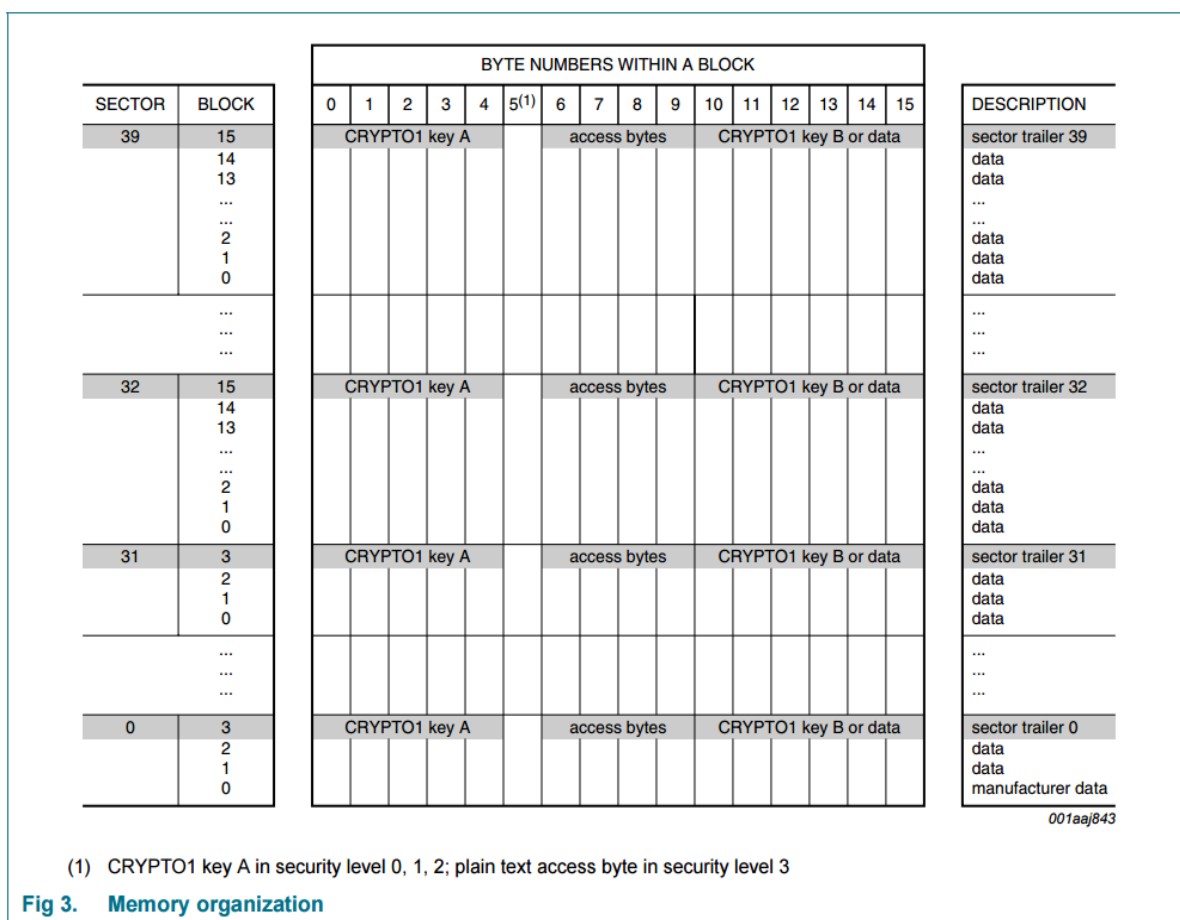 BYTE NUMBERS WITHIN A BLOCK
SECTOR BLOCK 0 1 2 3 4 5(1) 6 7 8 9 10 11 12 13 14 15 DESCRIPTION
39 15 CRYPTO1 key A access bytes CRYPTO1 key B or data sector trailer 39
14 data
13 data
... ...
... ...
2 data
1 data
0 data
... ...
... ...
... ...
32 15 CRYPTO1 key A access bytes CRYPTO1 key B or data sector trailer 32
14 data
13 data
... ...
... ...
2 data
1 data
0 data
31 3 CRYPTO1 key A access bytes CRYPTO1 key B or data sector trailer 31
2 data
1 data
0 data
... ...
... ...
... ...
0 3 CRYPTO1 key A access bytes CRYPTO1 key B or data sector trailer 0
2 data
1 data
0 manufacturer data
001aaj843
(1) CRYPTO1 key A in security level 0, 1, 2; plain text access byte in security level 3
Fig 3. Memory organization